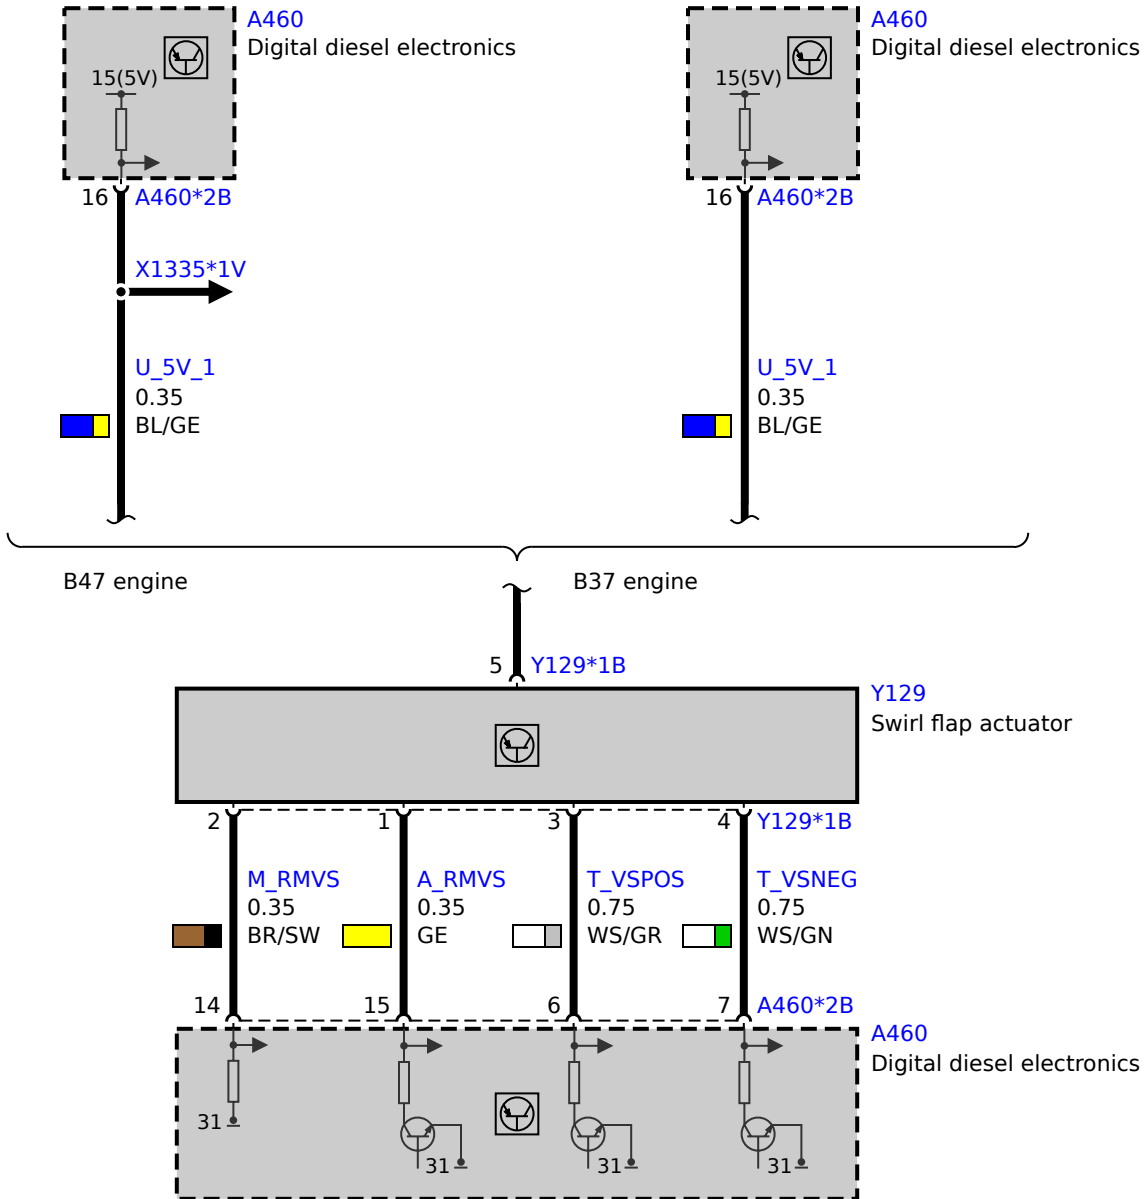 A460
Digital diesel electronics
15(5V)
16 A460*2B
X1335*1V
U_5V_1
0.35
BL/GE
A460
Digital diesel electronics
15(5V)
16 A460*2B
U_5V_1
0.35
BL/GE
B47 engine
B37 engine
5 Y129*1B
Y129
Swirl flap actuator
2 1 3 4 Y129*1B
M_RMVS
0.35
BR/SW
A_RMVS
0.35
GE
T_VSPOS
0.75
WS/GR
T_VSNEG
0.75
WS/GN
14 15 6 7 A460*2B
A460
Digital diesel electronics
31
31
31
31